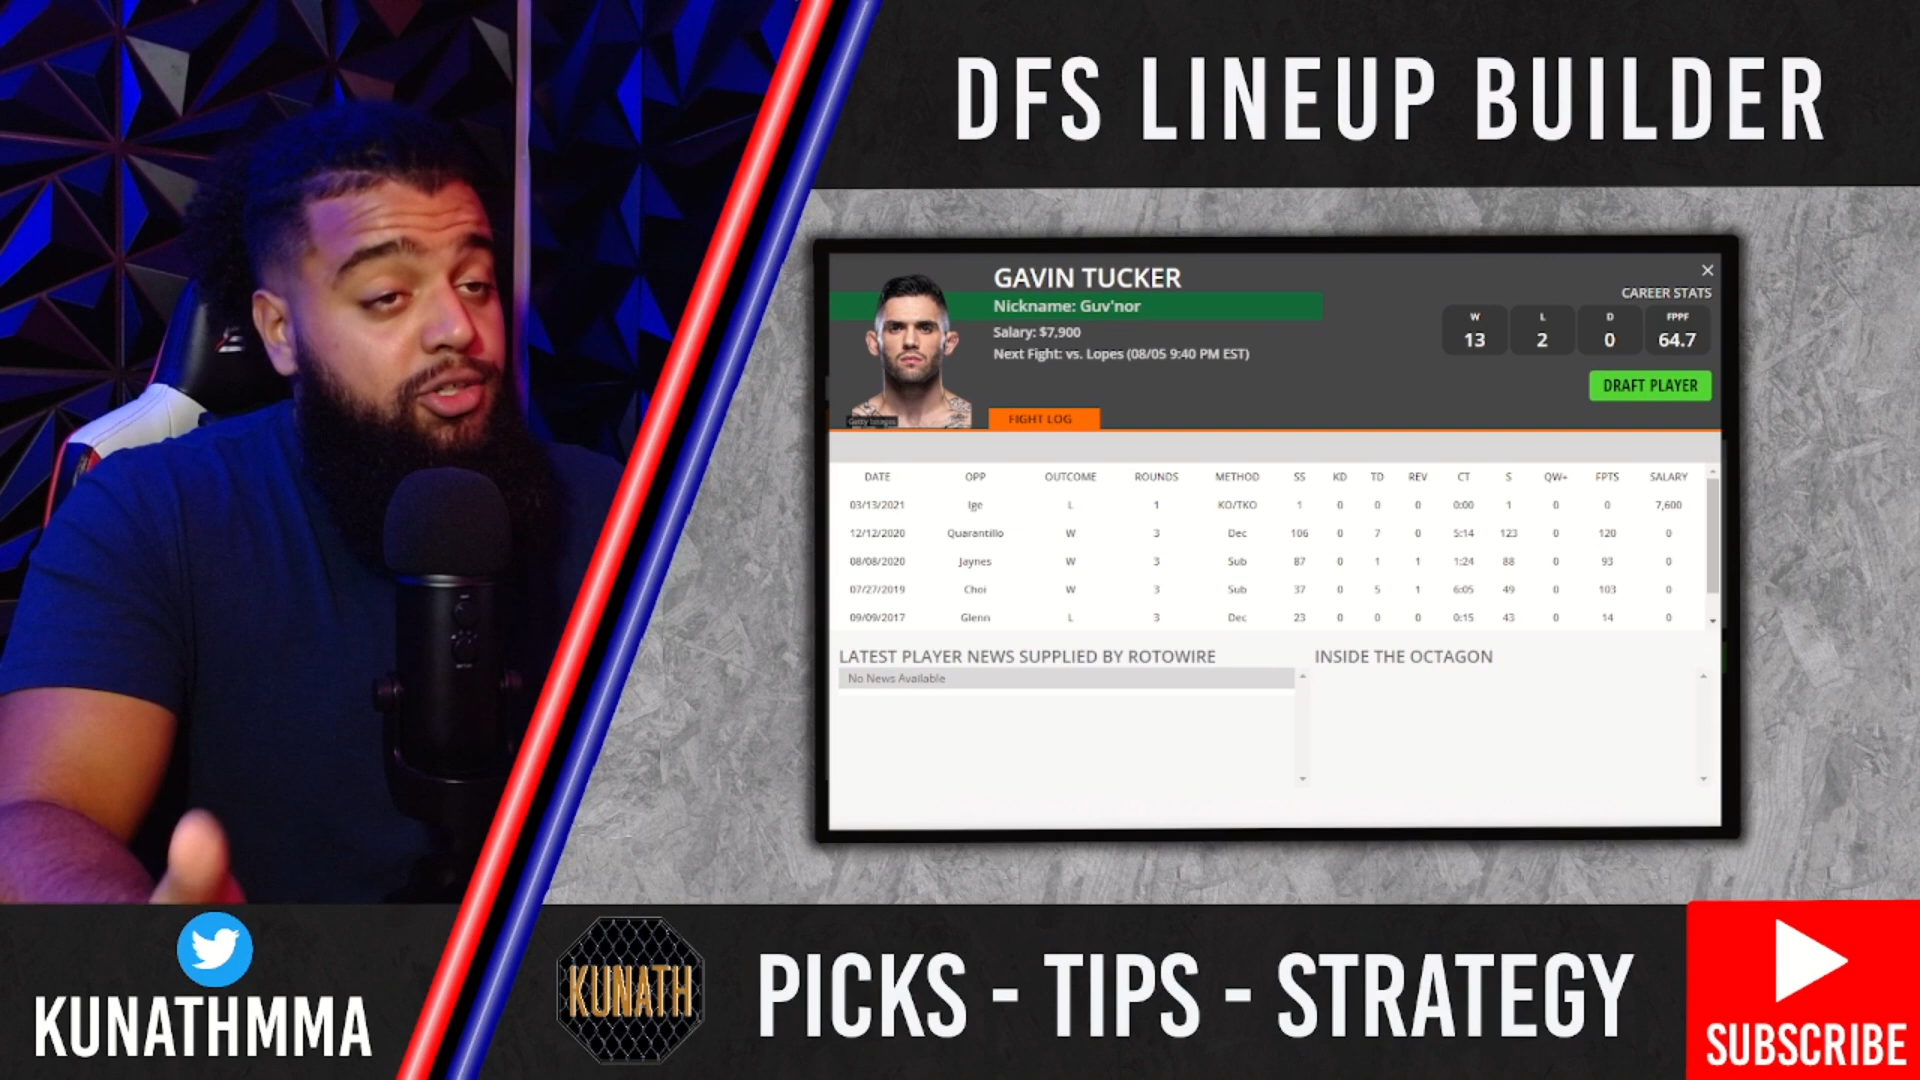 DFS LINEUP BUILDER
GAVIN TUCKER
Nickname: Guv'nor
Salary: $7,900
Next Fight: vs. Lopes (08/05 9:40 PM EST)
CAREER STATS
W L D FPPF
13 2 0 64.7
DRAFT PLAYER
Getty Images
FIGHT LOG
DATE OPP OUTCOME ROUNDS METHOD SS KD TD REV CT S QW+ FPTS SALARY
03/13/2021 Ige L 1 KO/TKO 1 0 0 0 0:00 1 0 0 7,600
12/12/2020 Quarantillo W 3 Dec 106 0 7 0 5:14 123 0 120 0
08/08/2020 Jaynes W 3 Sub 87 0 1 1 1:24 88 0 93 0
07/27/2019 Choi W 3 Sub 37 0 5 1 6:05 49 0 103 0
09/09/2017 Glenn L 3 Dec 23 0 0 0 0:15 43 0 14 0
LATEST PLAYER NEWS SUPPLIED BY ROTOWIRE
No News Available
INSIDE THE OCTAGON
KUNATHMMA
KUNATH
PICKS - TIPS - STRATEGY
SUBSCRIBE